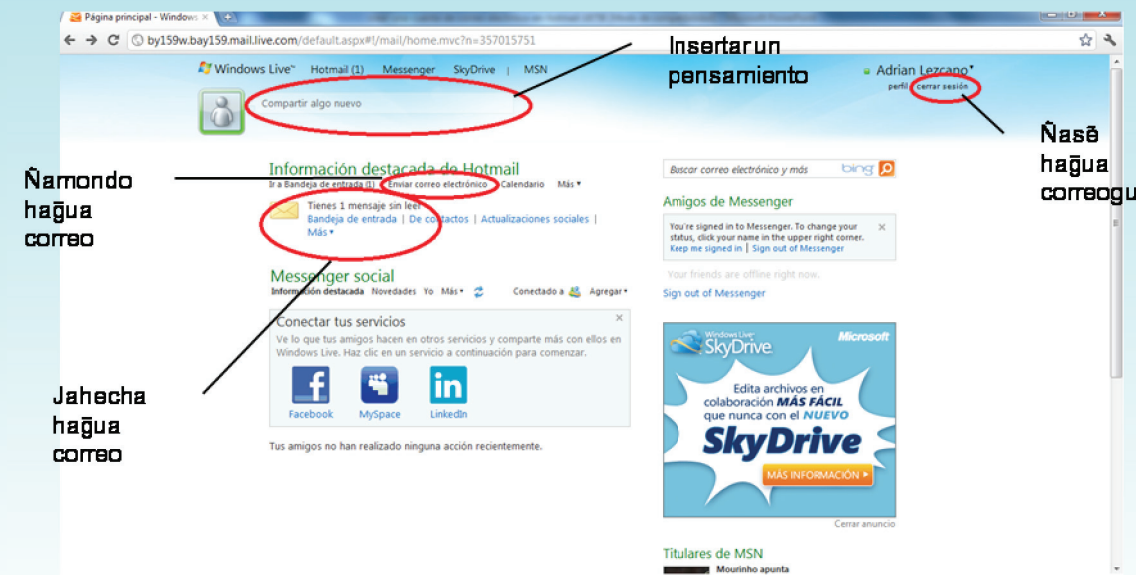 Página principal - Windows
by159w.bay159.mail.live.com/default.aspx#!/mail/home.mvc?n=357015751
Windows Live™ Hotmail (1) Messenger SkyDrive | MSN
Adrian Lezcano
perfil | cerrar sesión
Compartir algo nuevo
Insertar un
pensamiento
Ñasẽ
hag̃ua
correogu
Ñamondo
hag̃ua
correo
Información destacada de Hotmail
Ir a Bandeja de entrada (1) Enviar correo electrónico Calendario Más
Tienes 1 mensaje sin leer
Bandeja de entrada | De contactos | Actualizaciones sociales |
Más
Buscar correo electrónico y más bing
Amigos de Messenger
You're signed in to Messenger. To change your
status, click your name in the upper right corner.
Keep me signed in | Sign out of Messenger
Your friends are offline right now.
Sign out of Messenger
Messenger social
Información destacada Novedades Yo Más Conectado a Agregar
Conectar tus servicios
Ve lo que tus amigos hacen en otros servicios y comparte más con ellos en
Windows Live. Haz clic en un servicio a continuación para comenzar.
Facebook MySpace LinkedIn
Tus amigos no han realizado ninguna acción recientemente.
Jahecha
hag̃ua
correo
Windows Live™
SkyDrive
Microsoft
Edita archivos en
colaboración MÁS FÁCIL
que nunca con el NUEVO
SkyDrive
MÁS INFORMACIÓN
Cerrar anuncio
Titulares de MSN
Mourinho apunta